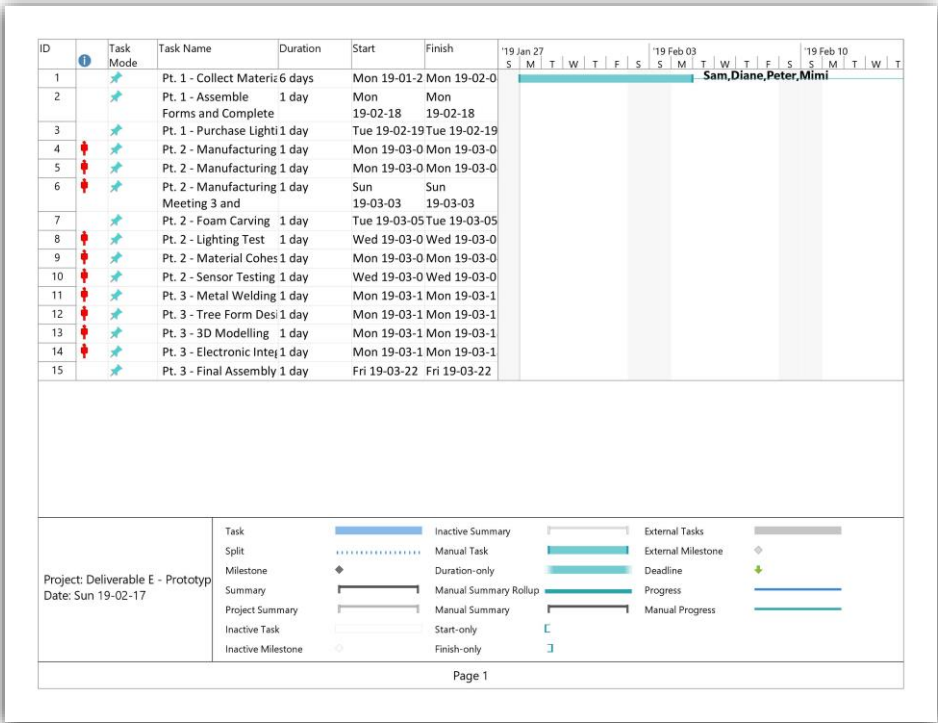 ID Task Mode Task Name Duration Start Finish '19 Jan 27 '19 Feb 03 '19 Feb 10
S M T W T F S S M T W T F S S M T W T
1 Pt. 1 - Collect Materia 6 days Mon 19-01-2 Mon 19-02-0 Sam,Diane,Peter,Mimi
2 Pt. 1 - Assemble 1 day Mon Mon
Forms and Complete 19-02-18 19-02-18
3 Pt. 1 - Purchase Lighti 1 day Tue 19-02-19 Tue 19-02-19
4 Pt. 2 - Manufacturing 1 day Mon 19-03-0 Mon 19-03-0
5 Pt. 2 - Manufacturing 1 day Mon 19-03-0 Mon 19-03-0
6 Pt. 2 - Manufacturing 1 day Sun Sun
Meeting 3 and 19-03-03 19-03-03
7 Pt. 2 - Foam Carving 1 day Tue 19-03-05 Tue 19-03-05
8 Pt. 2 - Lighting Test 1 day Wed 19-03-0 Wed 19-03-0
9 Pt. 2 - Material Cohes 1 day Mon 19-03-0 Mon 19-03-0
10 Pt. 2 - Sensor Testing 1 day Wed 19-03-0 Wed 19-03-0
11 Pt. 3 - Metal Welding 1 day Mon 19-03-1 Mon 19-03-1
12 Pt. 3 - Tree Form Desi 1 day Mon 19-03-1 Mon 19-03-1
13 Pt. 3 - 3D Modelling 1 day Mon 19-03-1 Mon 19-03-1
14 Pt. 3 - Electronic Integ 1 day Mon 19-03-1 Mon 19-03-1
15 Pt. 3 - Final Assembly 1 day Fri 19-03-22 Fri 19-03-22
Project: Deliverable E - Prototyp
Date: Sun 19-02-17
Task Inactive Summary External Tasks
Split Manual Task External Milestone
Milestone Duration-only Deadline
Summary Manual Summary Rollup Progress
Project Summary Manual Summary Manual Progress
Inactive Task Start-only
Inactive Milestone Finish-only
Page 1